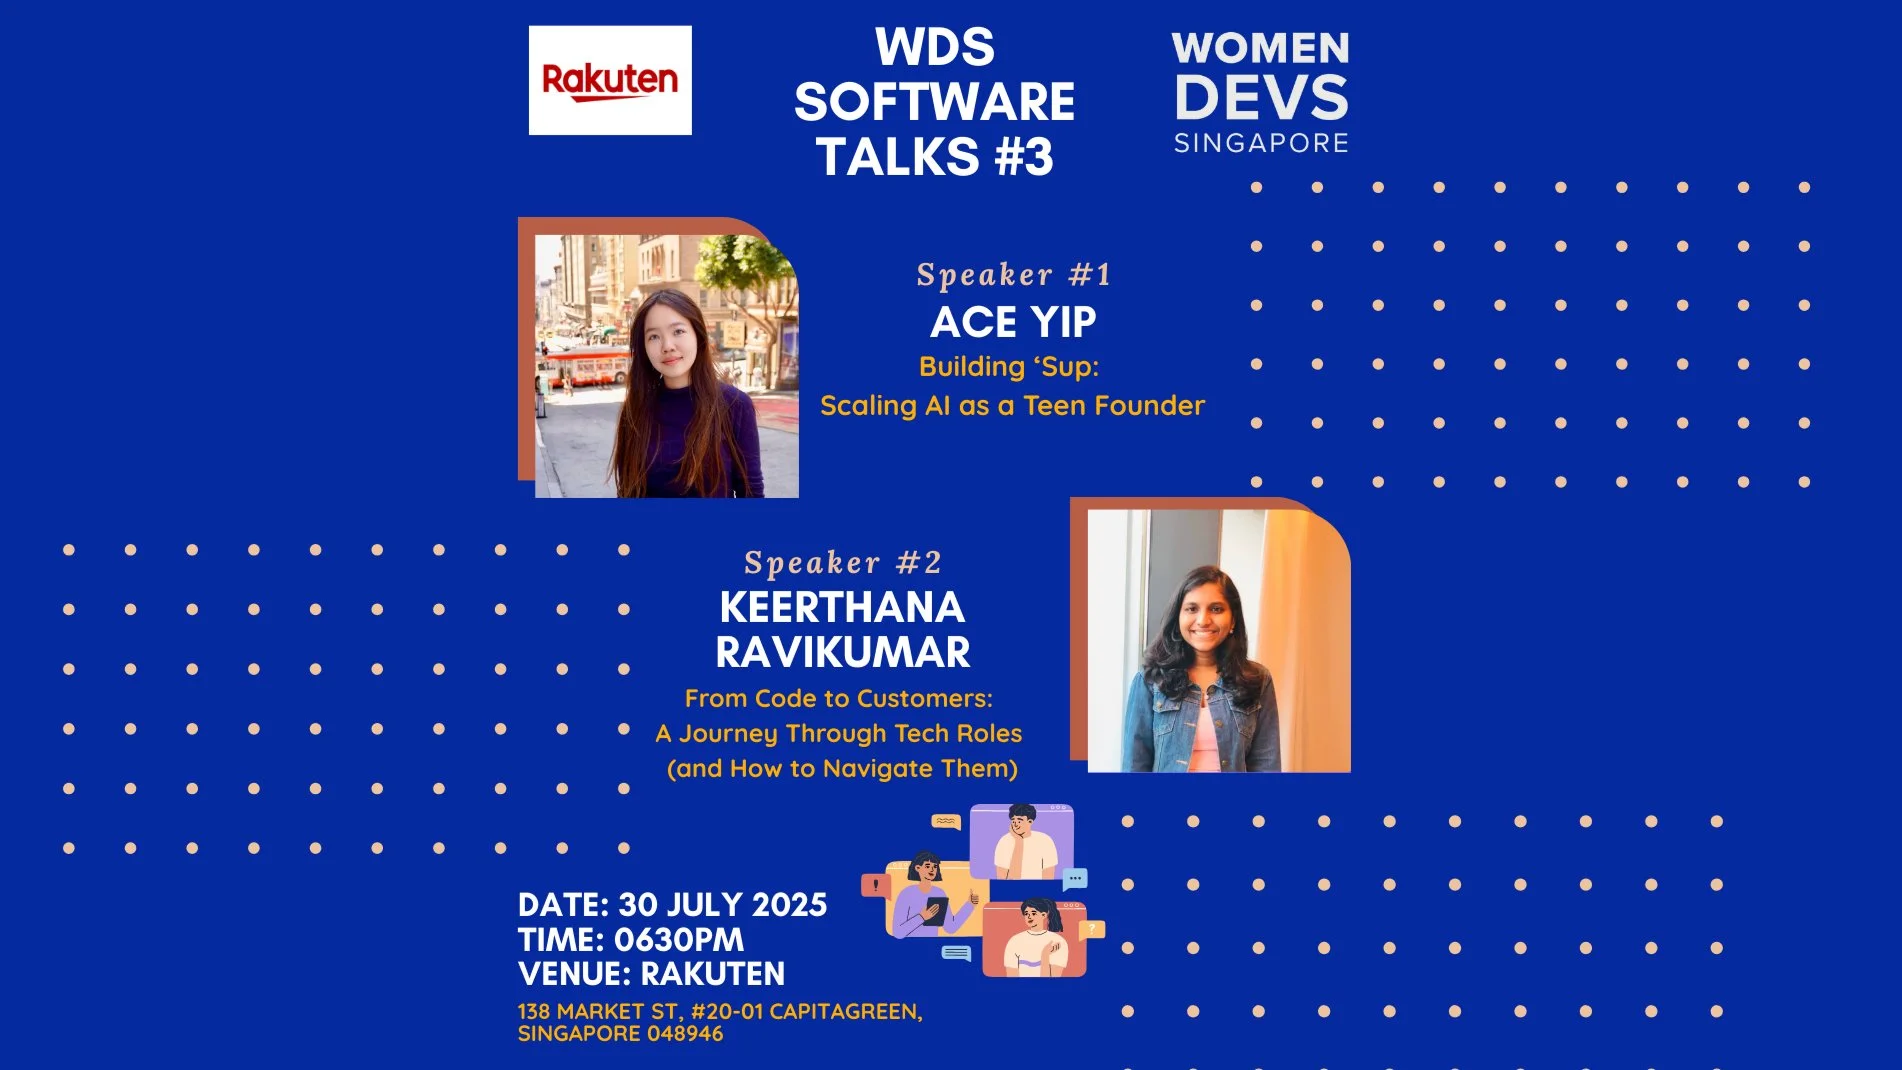 Rakuten
WDS
SOFTWARE
TALKS #3
WOMEN
DEVS
SINGAPORE
Speaker #1
ACE YIP
Building ‘Sup:
Scaling AI as a Teen Founder
Speaker #2
KEERTHANA
RAVIKUMAR
From Code to Customers:
A Journey Through Tech Roles
(and How to Navigate Them)
!
?
DATE: 30 JULY 2025
TIME: 0630PM
VENUE: RAKUTEN
138 MARKET ST, #20-01 CAPITAGREEN,
SINGAPORE 048946